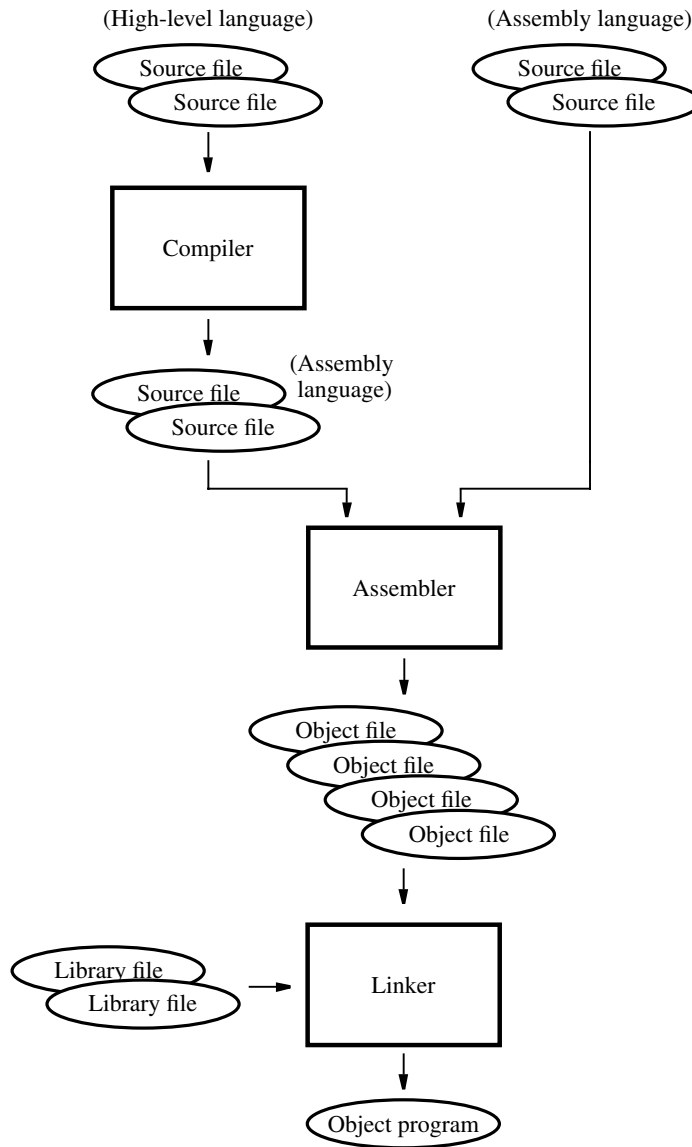 (High-level language)
(Assembly language)
Source file
Source file
Source file
Source file
Compiler
(Assembly
language)
Source file
Source file
Assembler
Object file
Object file
Object file
Object file
Library file
Library file
Linker
Object program